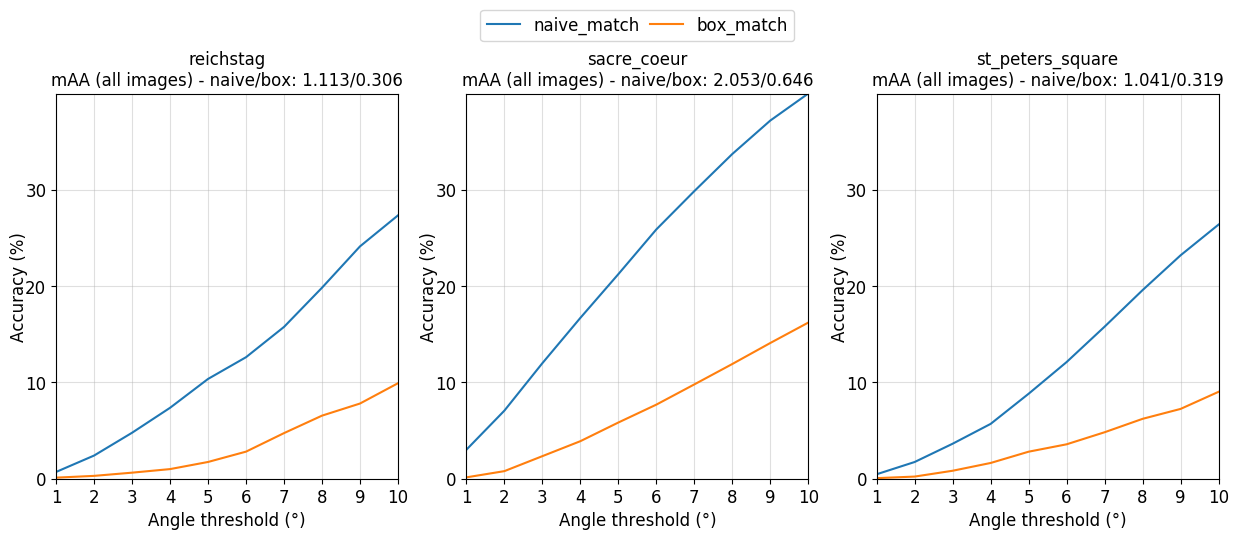 naive_match box_match
reichstag
mAA (all images) - naive/box: 1.113/0.306
30
20
10
0
Accuracy (%)
1 2 3 4 5 6 7 8 9 10
Angle threshold (°)
sacre_coeur
mAA (all images) - naive/box: 2.053/0.646
30
20
10
0
Accuracy (%)
1 2 3 4 5 6 7 8 9 10
Angle threshold (°)
st_peters_square
mAA (all images) - naive/box: 1.041/0.319
30
20
10
0
Accuracy (%)
1 2 3 4 5 6 7 8 9 10
Angle threshold (°)